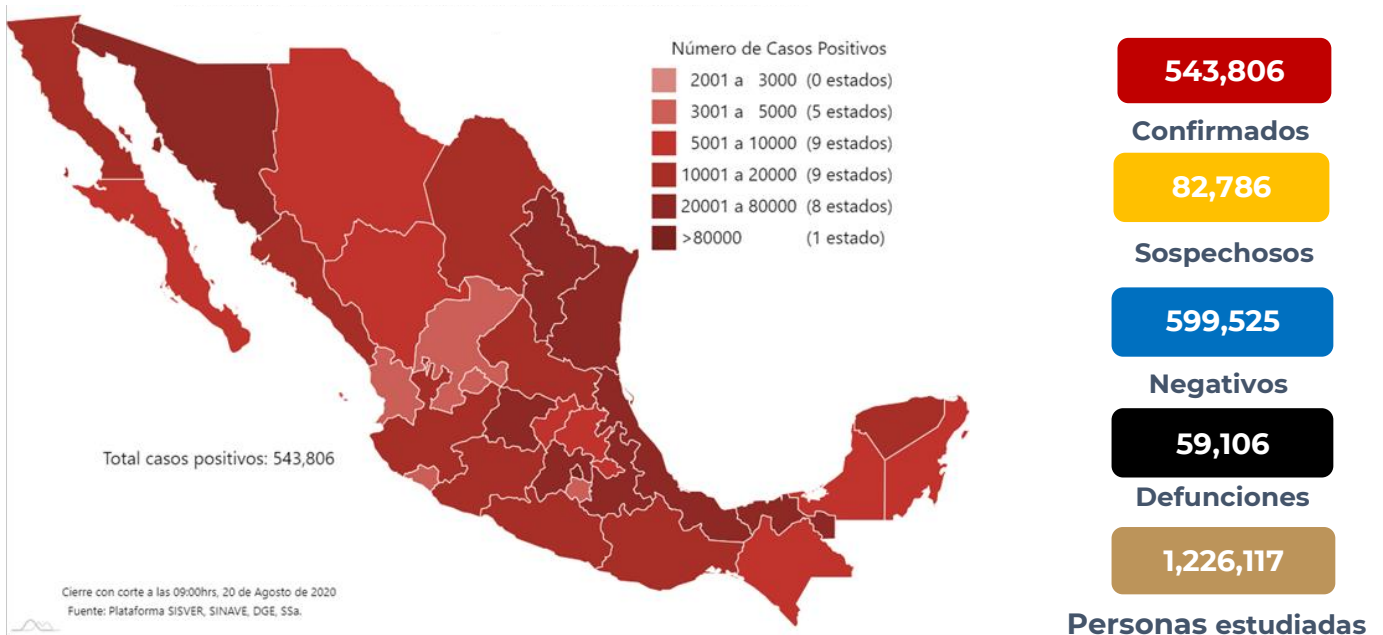 Número de Casos Positivos
2001 a 3000 (0 estados)
3001 a 5000 (5 estados)
5001 a 10000 (9 estados)
10001 a 20000 (9 estados)
20001 a 80000 (8 estados)
>80000 (1 estado)
Total casos positivos: 543,806
Cierre con corte a las 09:00hrs, 20 de Agosto de 2020
Fuente: Plataforma SISVER, SINAVE, DGE, SSa.
543,806
Confirmados
82,786
Sospechosos
599,525
Negativos
59,106
Defunciones
1,226,117
Personas estudiadas